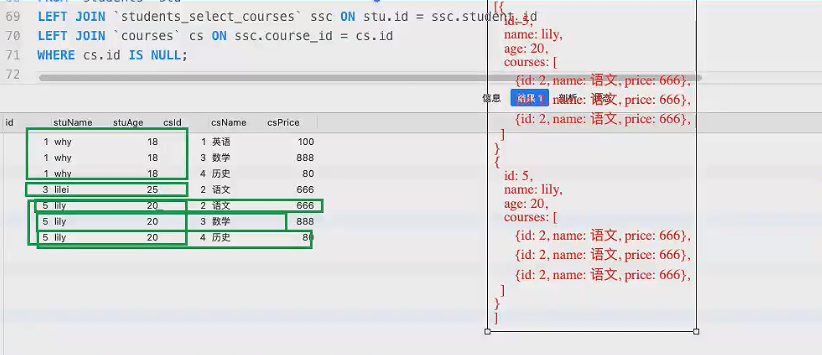 69 LEFT JOIN `students_select_courses` ssc ON stu.id = ssc.student_id
70 LEFT JOIN `courses` cs ON ssc.course_id = cs.id
71 WHERE cs.id IS NULL;
72
信息 结果 1 剖析
id stuName stuAge csId csName csPrice
1 why 18 1 英语 100
1 why 18 3 数学 888
1 why 18 4 历史 80
3 lilei 25 2 语文 666
5 lily 20 2 语文 666
5 lily 20 3 数学 888
5 lily 20 4 历史 80
[{
id: 5,
name: lily,
age: 20,
courses: [
{id: 2, name: 语文, price: 666},
{id: 2, name: 语文, price: 666},
{id: 2, name: 语文, price: 666},
]
}
{
id: 5,
name: lily,
age: 20,
courses: [
{id: 2, name: 语文, price: 666},
{id: 2, name: 语文, price: 666},
{id: 2, name: 语文, price: 666},
]
}
]